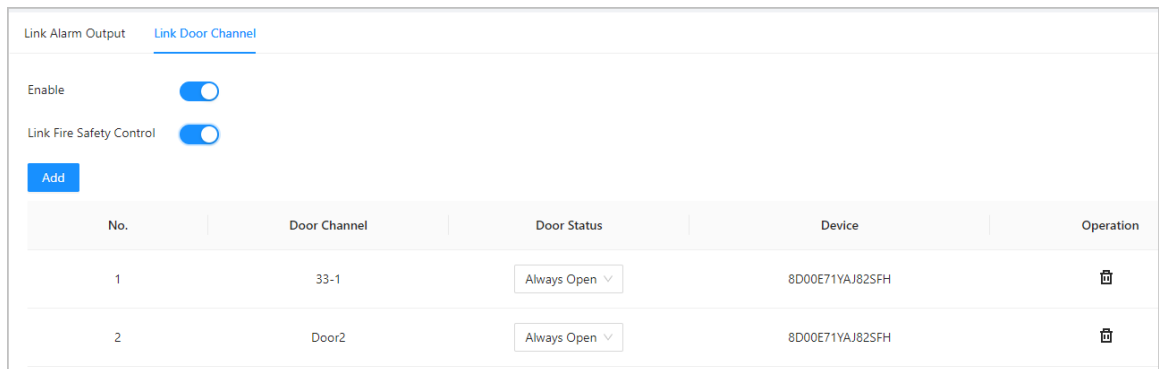 Link Alarm Output Link Door Channel
Enable
Link Fire Safety Control
Add
No. Door Channel Door Status Device Operation
1 33-1 Always Open 8D00E71YAJ82SFH
2 Door2 Always Open 8D00E71YAJ82SFH